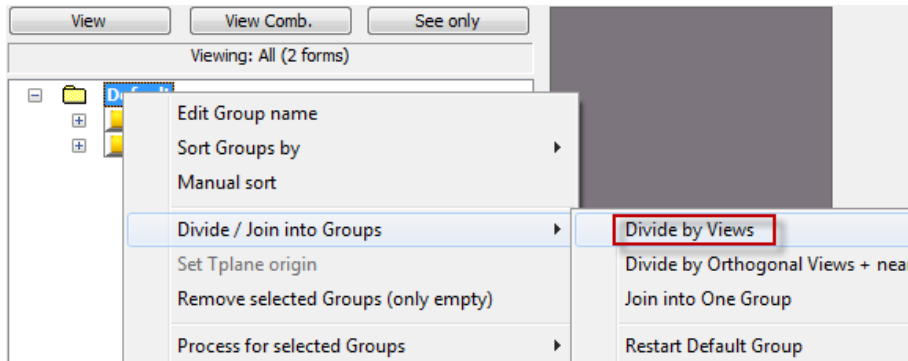 View View Comb. See only
Viewing: All (2 forms)
Edit Group name
Sort Groups by
Manual sort
Divide / Join into Groups
Set Tplane origin
Remove selected Groups (only empty)
Process for selected Groups
Divide by Views
Divide by Orthogonal Views +
Join into One Group
Restart Default Group